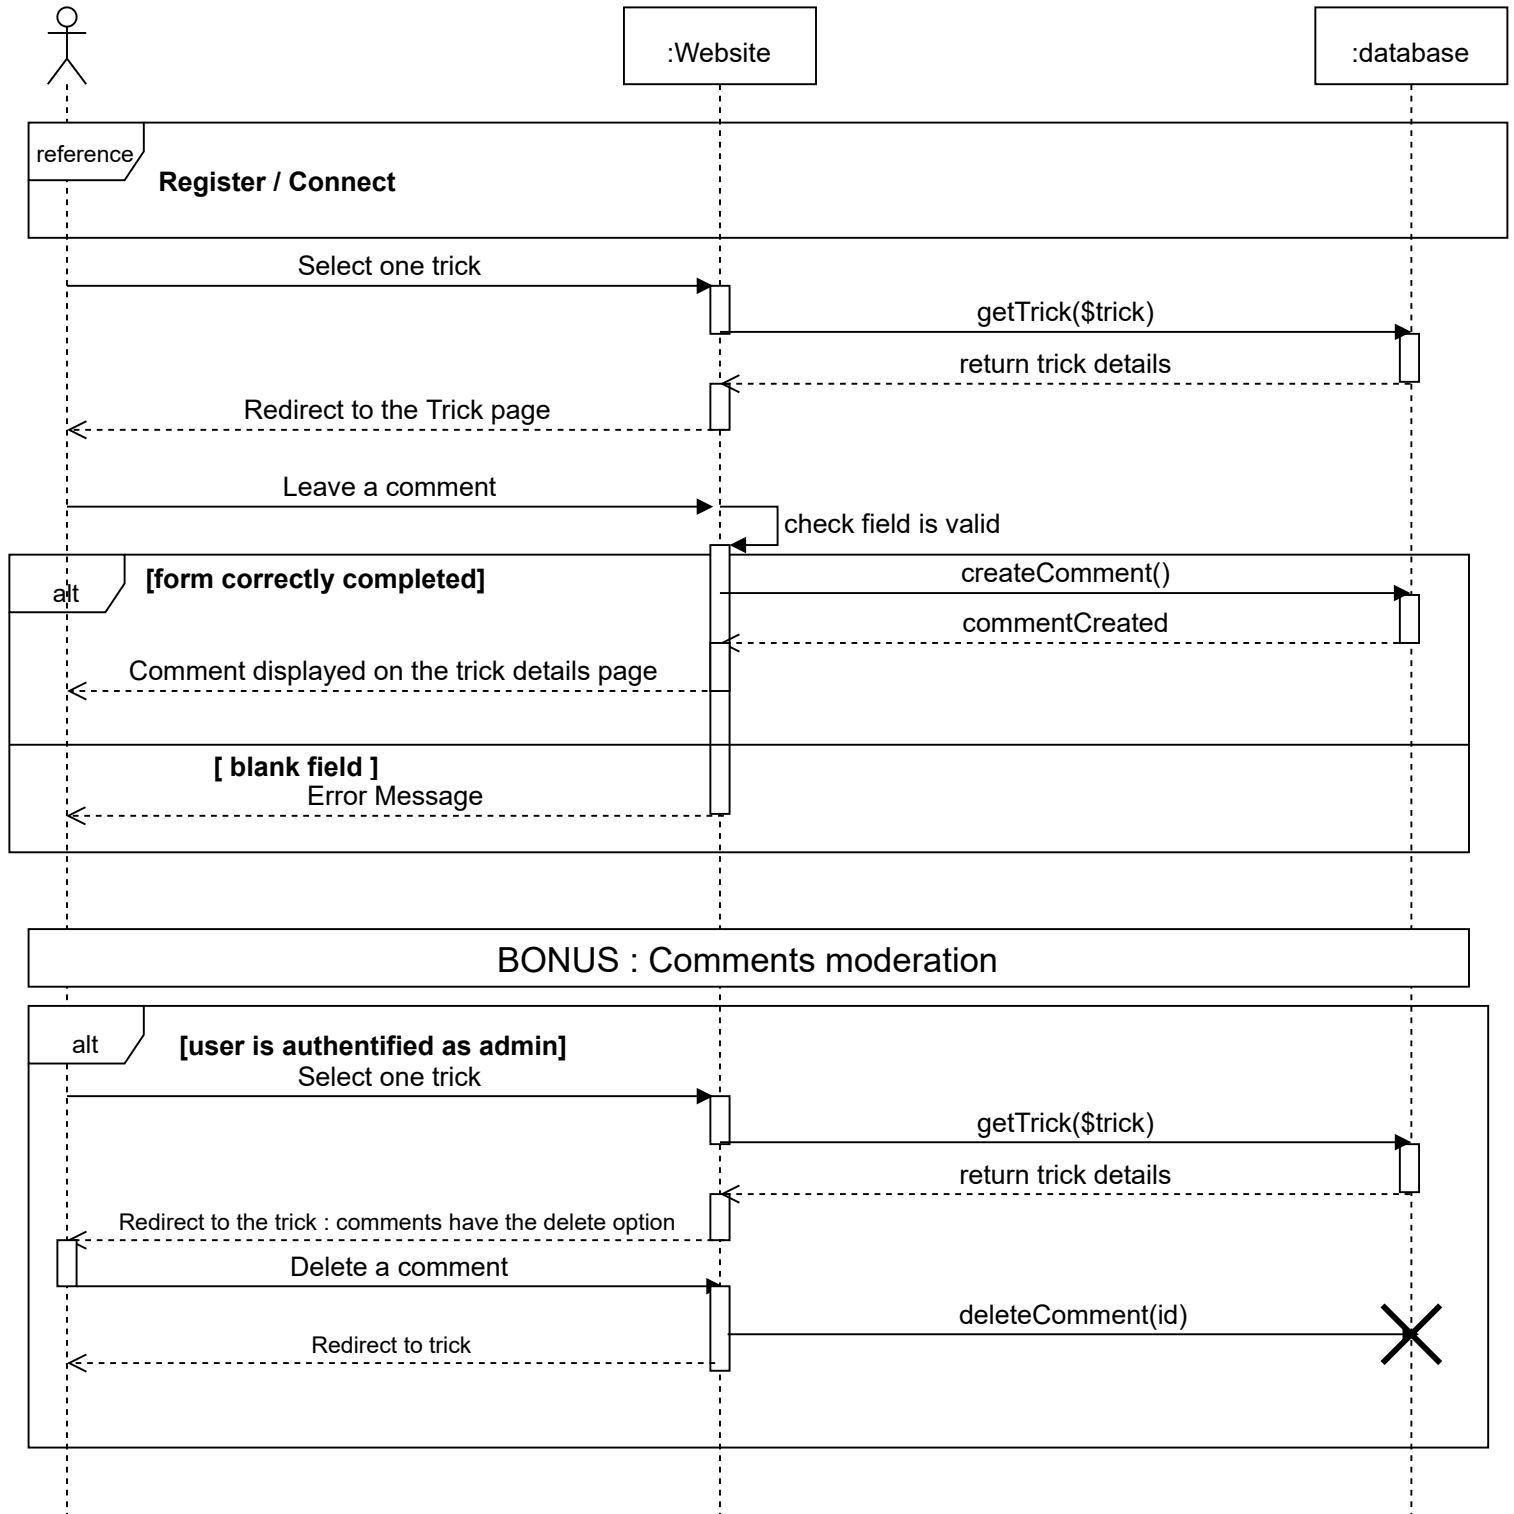 :Website
:database
reference
Register / Connect
Select one trick
getTrick($trick)
return trick details
Redirect to the Trick page
Leave a comment
check field is valid
alt
[form correctly completed]
createComment()
commentCreated
Comment displayed on the trick details page
[ blank field ]
Error Message
BONUS : Comments moderation
alt
[user is authentified as admin]
Select one trick
getTrick($trick)
return trick details
Redirect to the trick : comments have the delete option
Delete a comment
deleteComment(id)
Redirect to trick